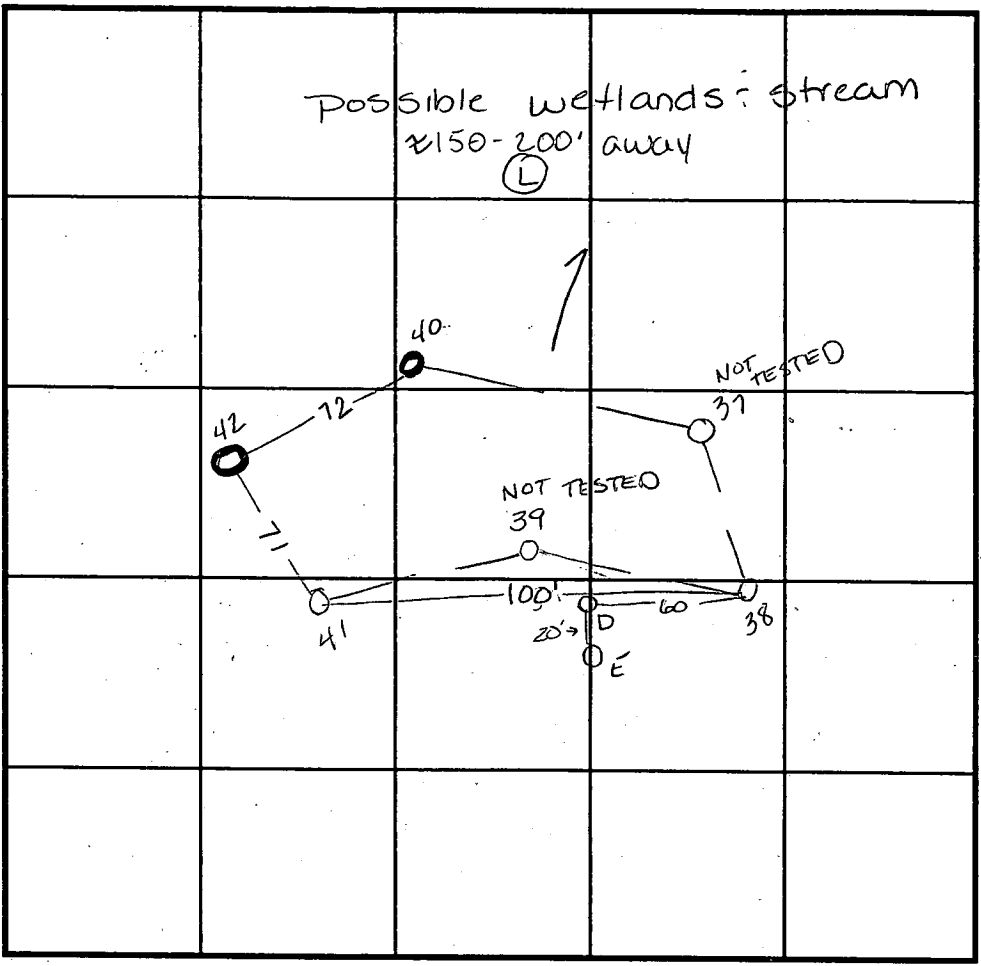 possible wetlands & stream
≈150-200' away
L
40
NOT TESTED
37
42
72
NOT TESTED
39
71
100'
60
D
38
20'→
41
E